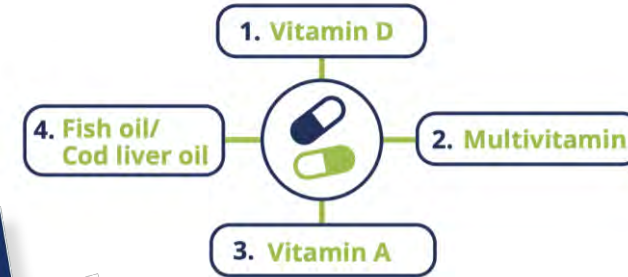 1. Vitamin D
4. Fish oil/
Cod liver oil
2. Multivitamin
3. Vitamin A